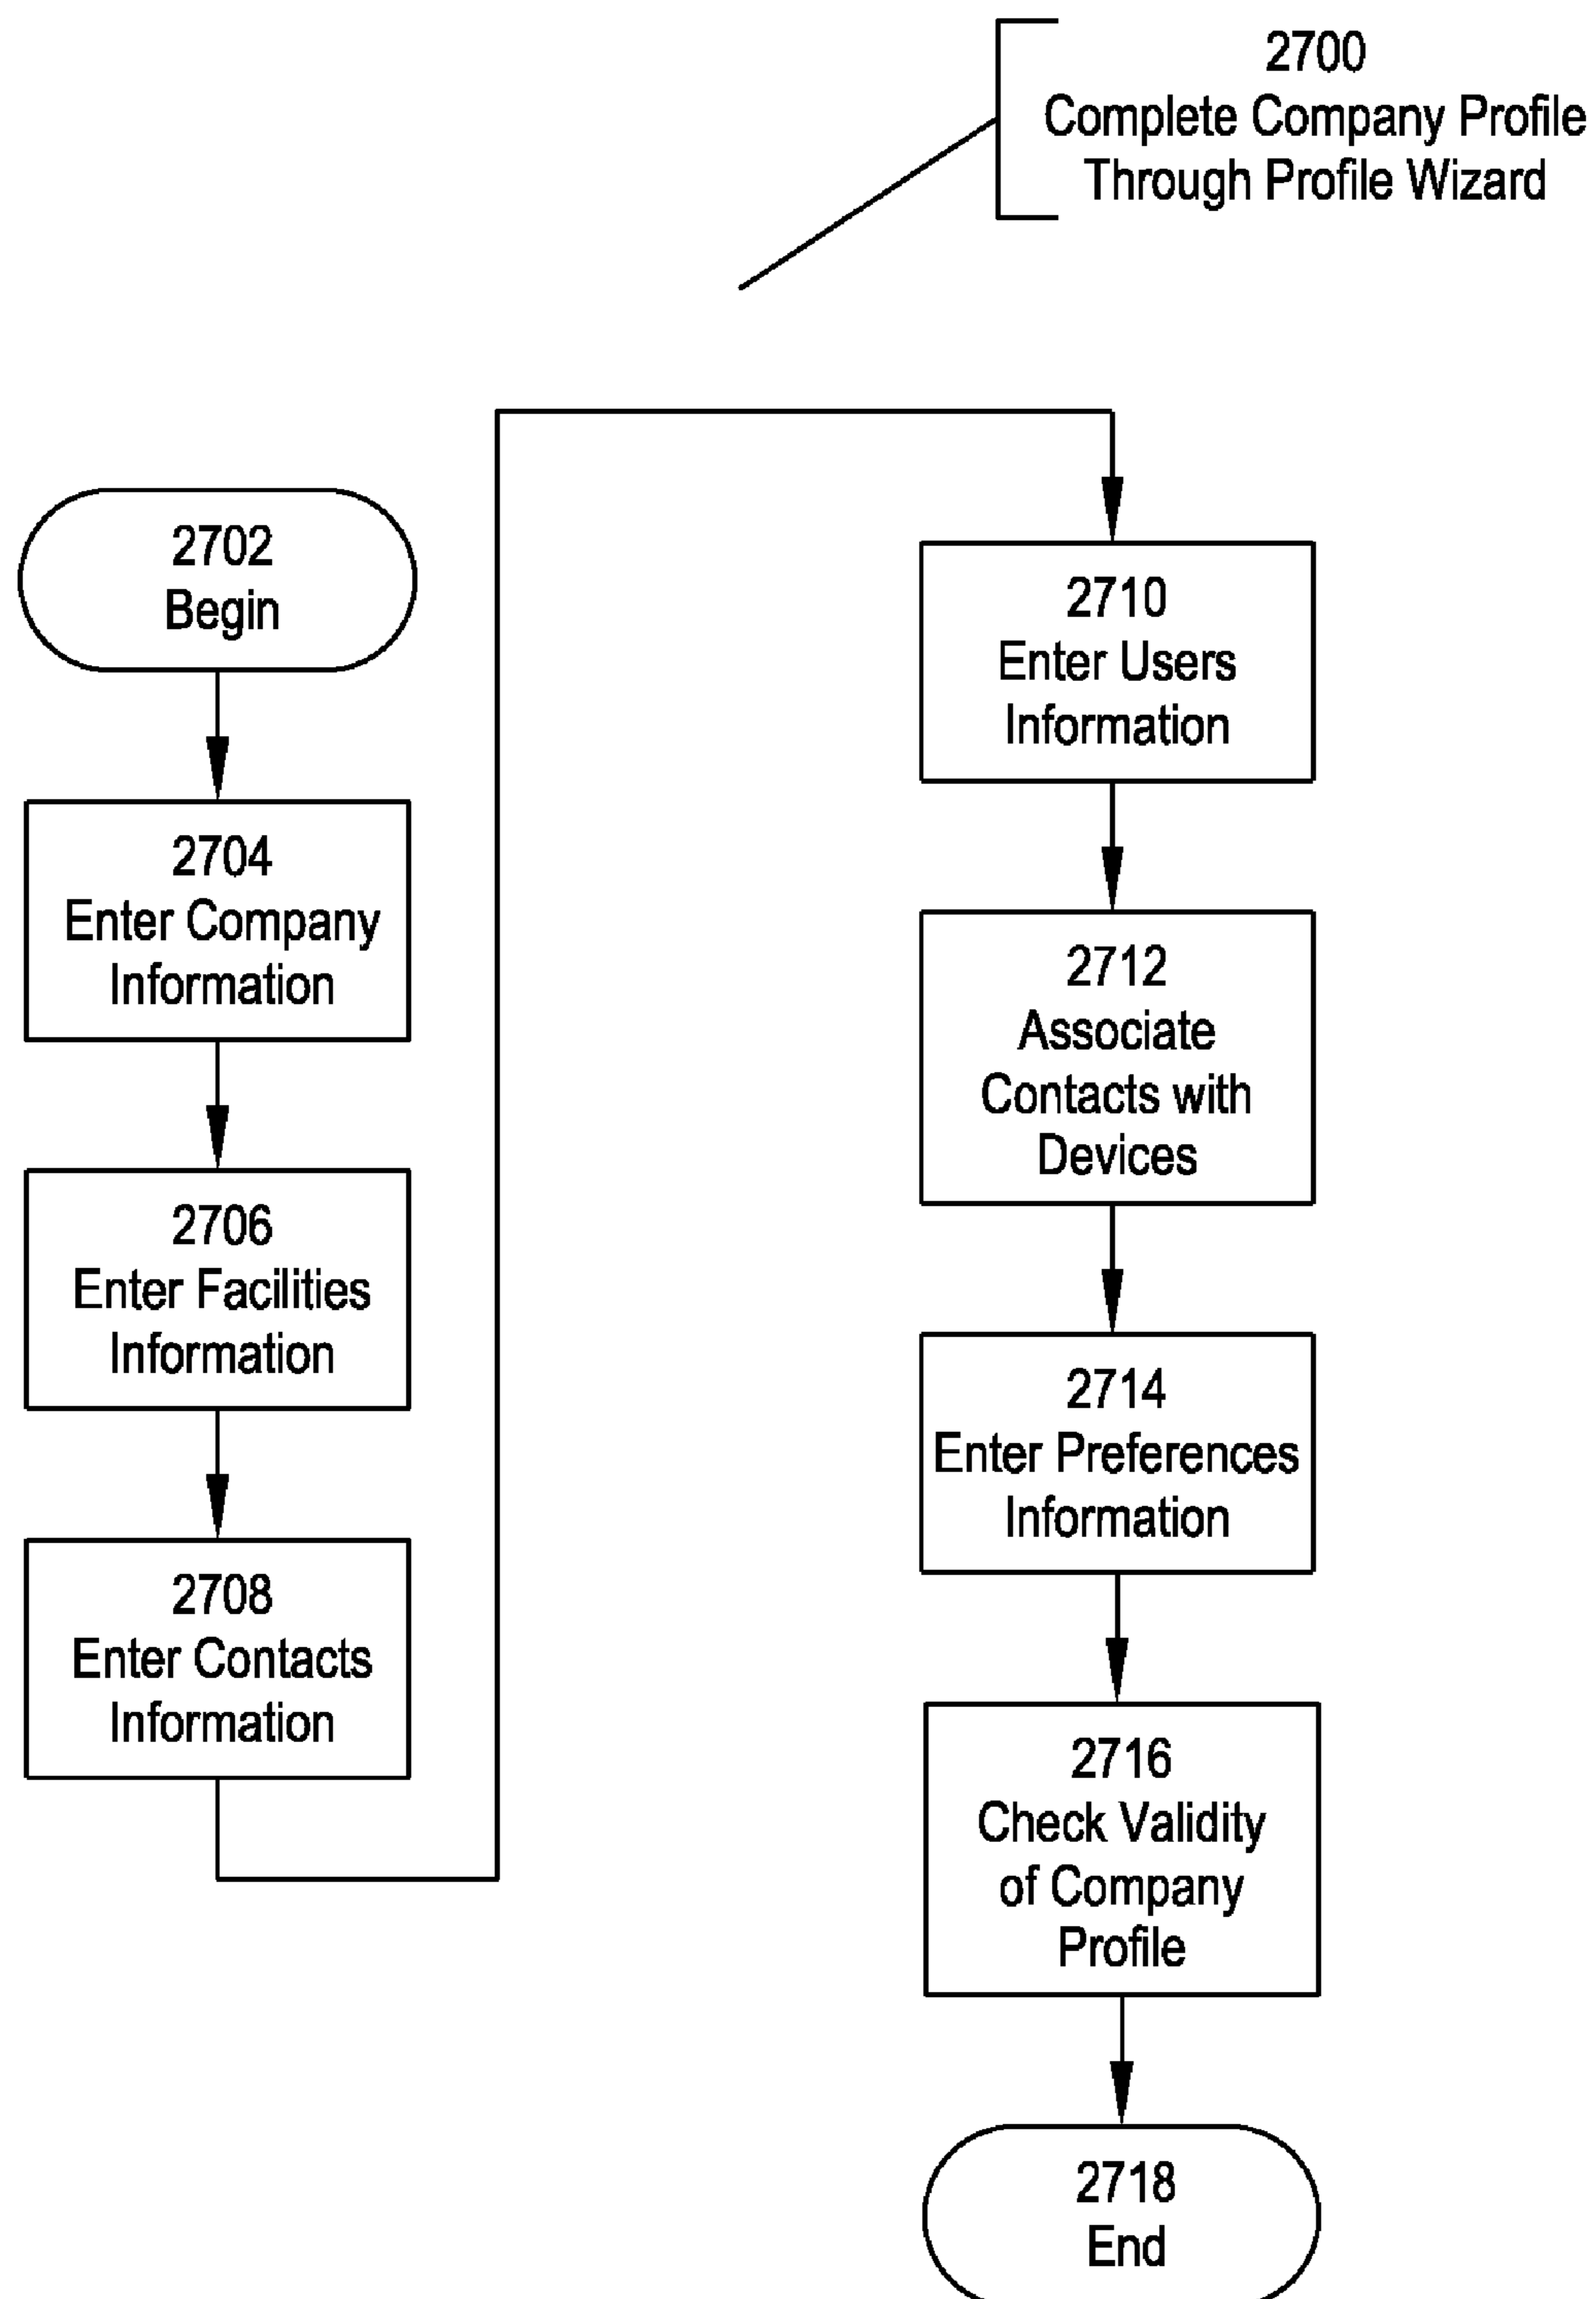 2700
Complete Company Profile
Through Profile Wizard
2702
Begin
2704
Enter Company
Information
2706
Enter Facilities
Information
2708
Enter Contacts
Information
2710
Enter Users
Information
2712
Associate
Contacts with
Devices
2714
Enter Preferences
Information
2716
Check Validity
of Company
Profile
2718
End